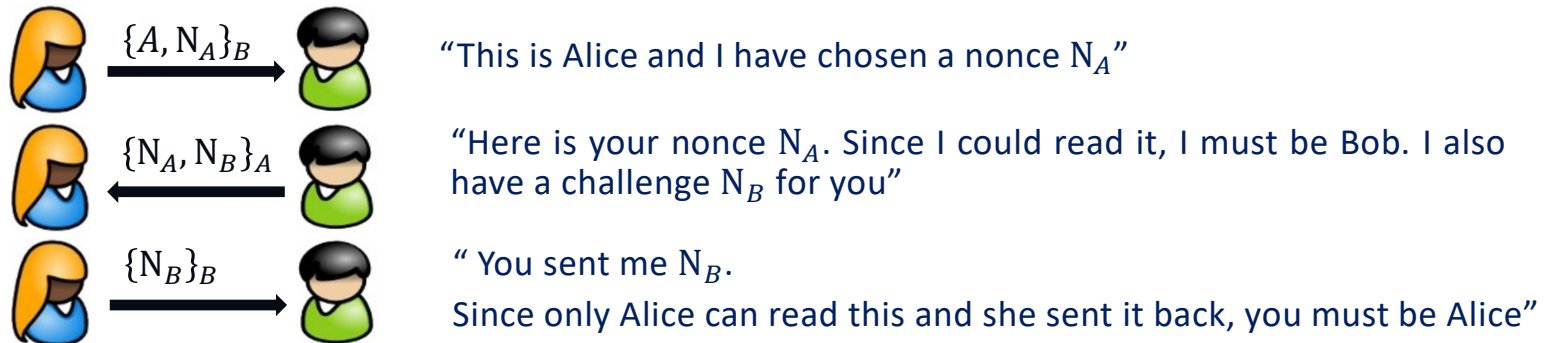 {A, N_A}_B
“This is Alice and I have chosen a nonce N_A”
{N_A, N_B}_A
“Here is your nonce N_A. Since I could read it, I must be Bob. I also
have a challenge N_B for you”
{N_B}_B
“ You sent me N_B.
Since only Alice can read this and she sent it back, you must be Alice”